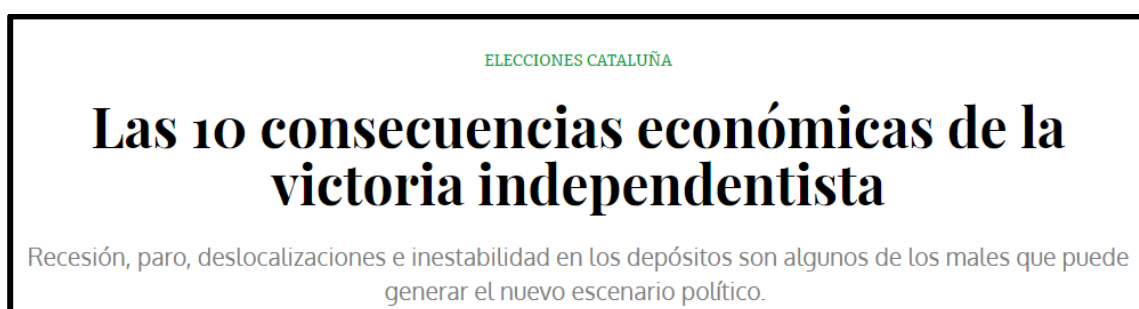 ELECCIONES CATALUÑA
Las 10 consecuencias económicas de la
victoria independentista
Recesión, paro, deslocalizaciones e inestabilidad en los depósitos son algunos de los males que puede
generar el nuevo escenario político.